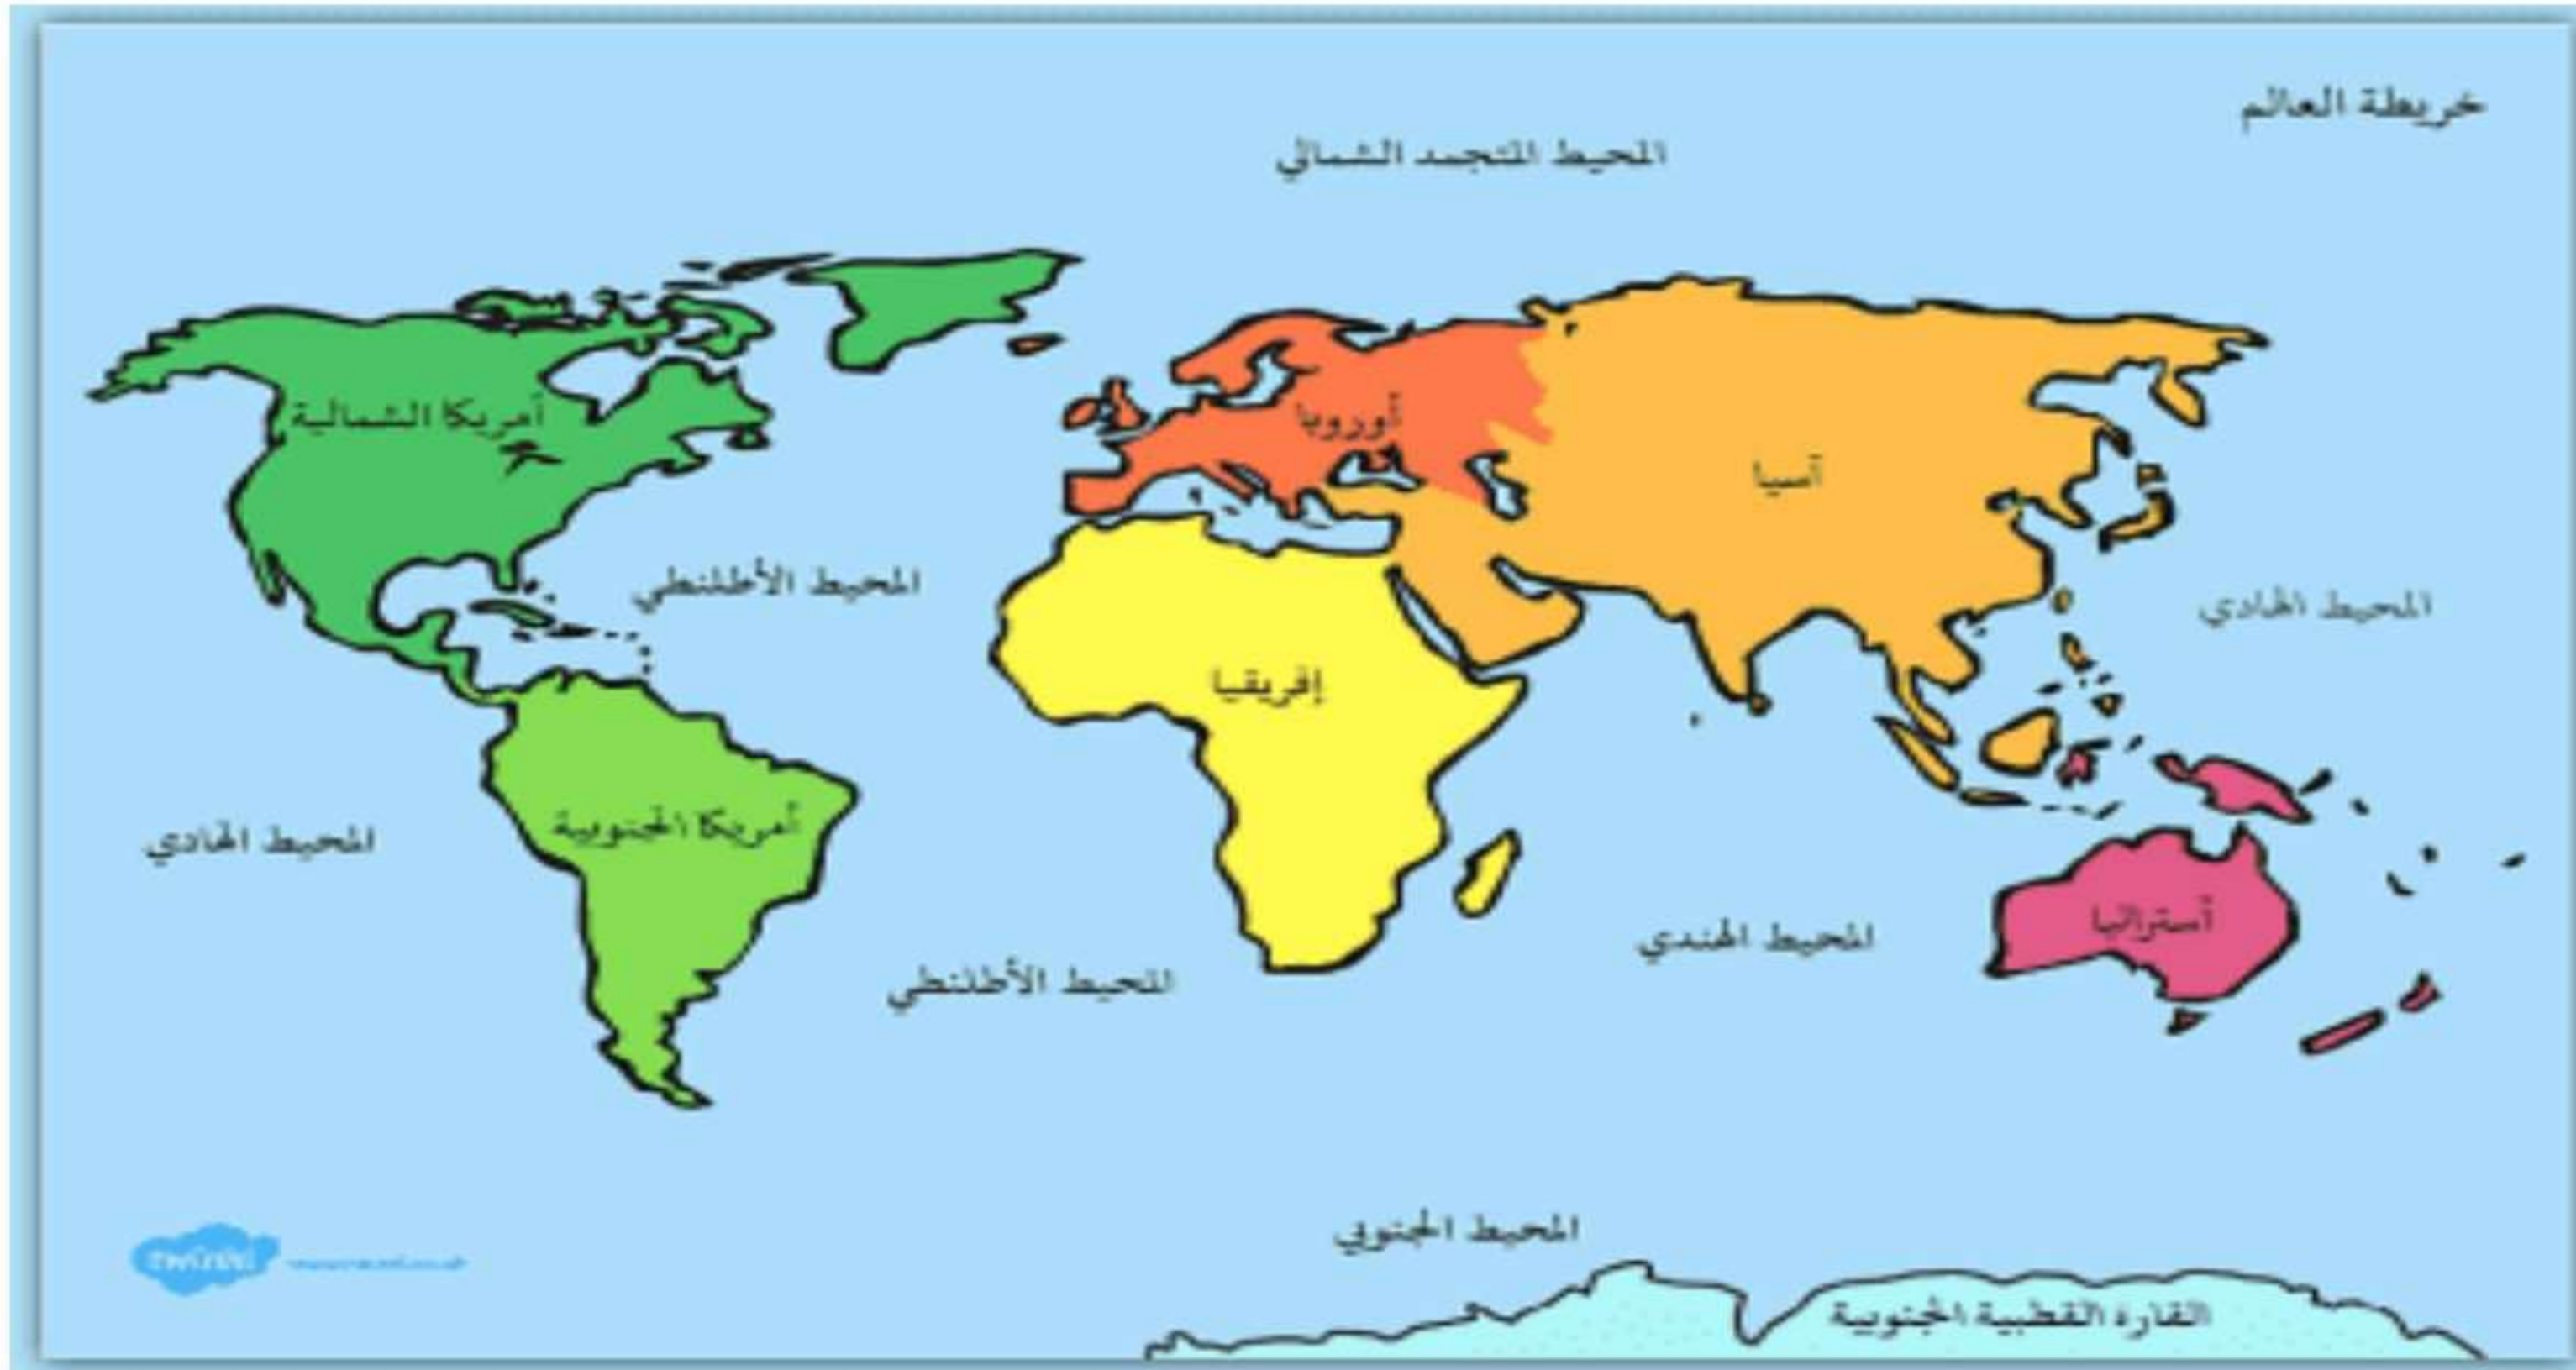 خريطة العالم
المحيط المتجمد الشمالي
أمريكا الشمالية
أوروبا
آسيا
المحيط الأطلنطي
المحيط الهادي
إفريقيا
أمريكا الجنوبية
المحيط الهادي
أستراليا
المحيط الهندي
المحيط الأطلنطي
المحيط الجنوبي
twinkl
القارة القطبية الجنوبية